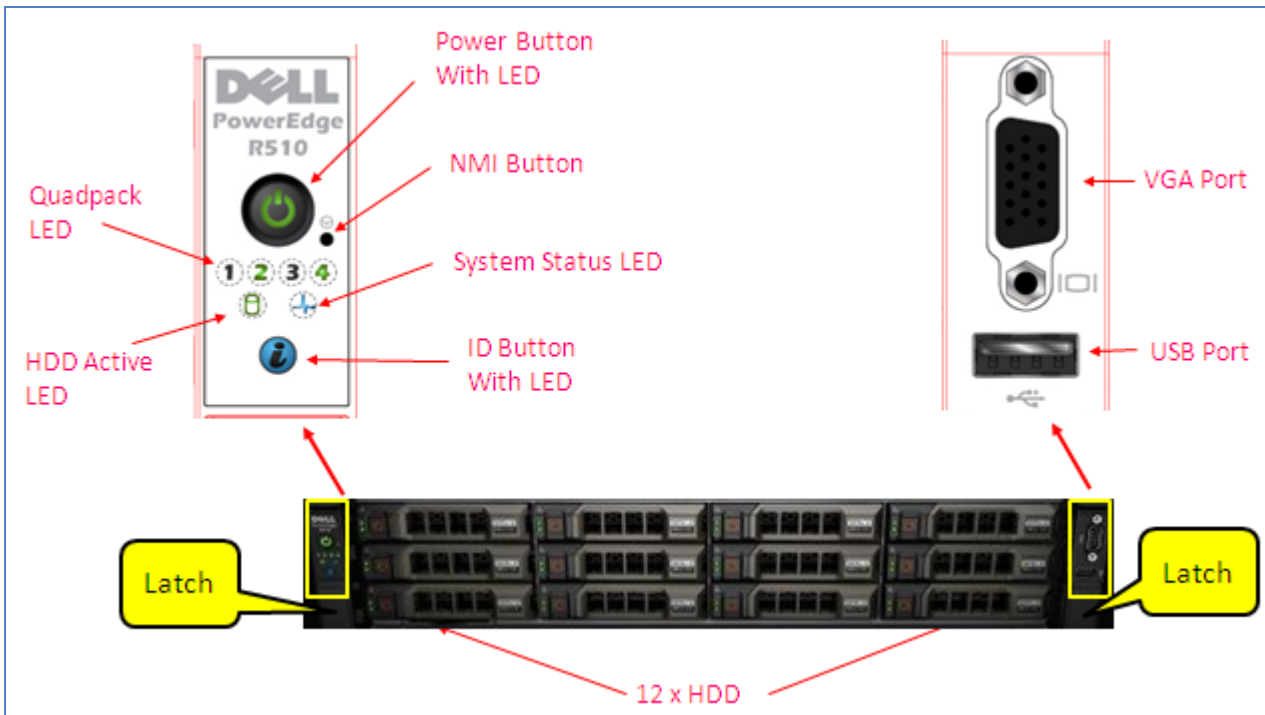 Power Button
With LED
DELL
PowerEdge
R510
NMI Button
Quadpack
LED
VGA Port
1 2 3 4
System Status LED
i
ID Button
With LED
HDD Active
LED
USB Port
DELL
Latch
Latch
12 x HDD